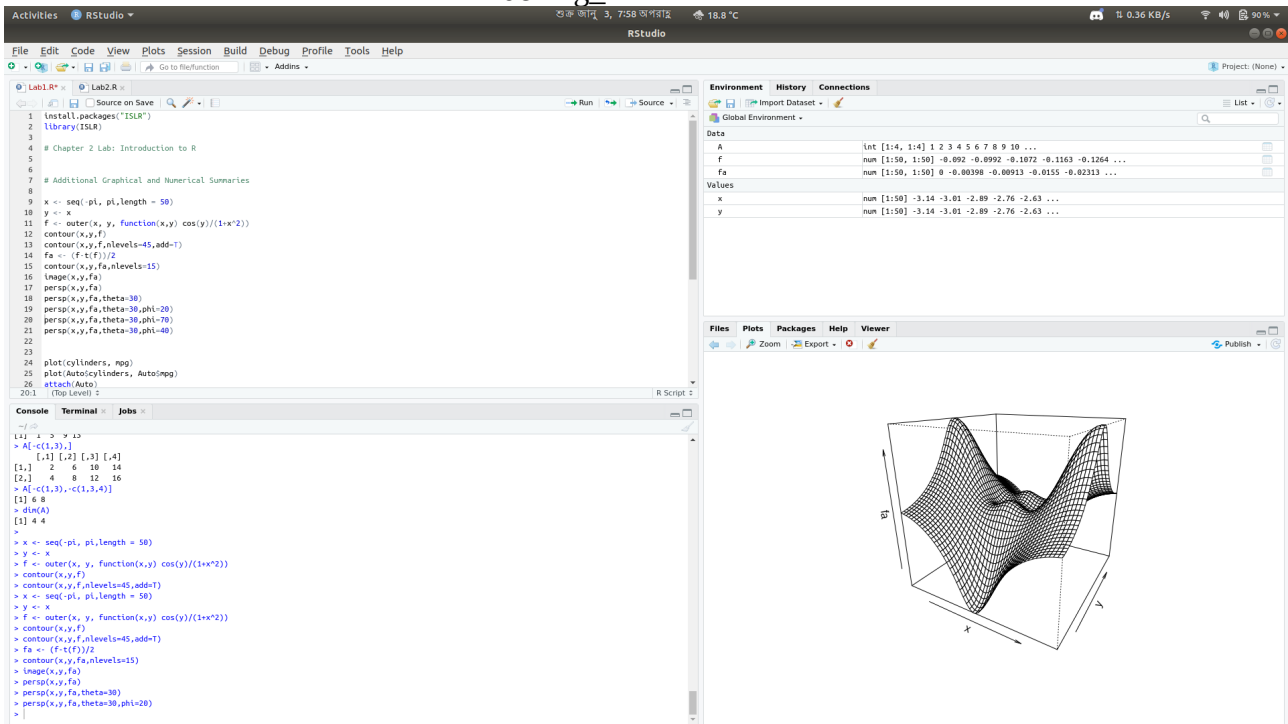 Activities RStudio শুক্র জানু 3, 7:58 অপরাহ্ণ 18.8 °C 0.36 KB/s 90 %
RStudio
File Edit Code View Plots Session Build Debug Profile Tools Help
Go to file/function Addins Project: (None)
Lab1.R* × Lab2.R ×
Source on Save Run Source
1 install.packages("ISLR")
2 library(ISLR)
3
4 # Chapter 2 Lab: Introduction to R
5
6
7 # Additional Graphical and Numerical Summaries
8
9 x <- seq(-pi, pi,length = 50)
10 y <- x
11 f <- outer(x, y, function(x,y) cos(y)/(1+x^2))
12 contour(x,y,f)
13 contour(x,y,f,nlevels=45,add=T)
14 fa <- (f-t(f))/2
15 contour(x,y,fa,nlevels=15)
16 image(x,y,fa)
17 persp(x,y,fa)
18 persp(x,y,fa,theta=30)
19 persp(x,y,fa,theta=30,phi=20)
20 persp(x,y,fa,theta=30,phi=70)
21 persp(x,y,fa,theta=30,phi=40)
22
23
24 plot(cylinders, mpg)
25 plot(Auto$cylinders, Auto$mpg)
26 attach(Auto)
20:1 (Top Level) R Script
Console Terminal × Jobs ×
~/
[1] 1 5 9 13
> A[-c(1,3),]
[,1] [,2] [,3] [,4]
[1,] 2 6 10 14
[2,] 4 8 12 16
> A[-c(1,3),-c(1,3,4)]
[1] 6 8
> dim(A)
[1] 4 4
>
> x <- seq(-pi, pi,length = 50)
> y <- x
> f <- outer(x, y, function(x,y) cos(y)/(1+x^2))
> contour(x,y,f)
> contour(x,y,f,nlevels=45,add=T)
> x <- seq(-pi, pi,length = 50)
> y <- x
> f <- outer(x, y, function(x,y) cos(y)/(1+x^2))
> contour(x,y,f)
> contour(x,y,f,nlevels=45,add=T)
> fa <- (f-t(f))/2
> contour(x,y,fa,nlevels=15)
> image(x,y,fa)
> persp(x,y,fa)
> persp(x,y,fa,theta=30)
> persp(x,y,fa,theta=30,phi=20)
>
Environment History Connections
Import Dataset List
Global Environment
Data
A int [1:4, 1:4] 1 2 3 4 5 6 7 8 9 10 ...
f num [1:50, 1:50] -0.092 -0.0992 -0.1072 -0.1163 -0.1264 ...
fa num [1:50, 1:50] 0 -0.00398 -0.00913 -0.0155 -0.02313 ...
Values
x num [1:50] -3.14 -3.01 -2.89 -2.76 -2.63 ...
y num [1:50] -3.14 -3.01 -2.89 -2.76 -2.63 ...
Files Plots Packages Help Viewer
Zoom Export Publish
fa
x
y